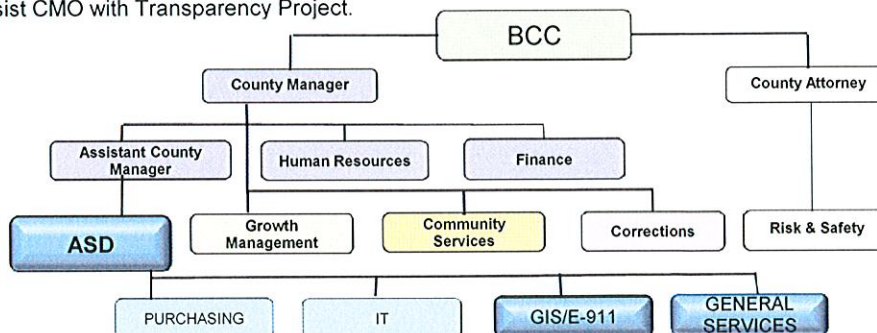 sist CMO with Transparency Project.
BCC
County Manager
County Attorney
Assistant County
Manager
Human Resources
Finance
ASD
Growth
Management
Community
Services
Corrections
Risk & Safety
PURCHASING
IT
GIS/E-911
GENERAL
SERVICES